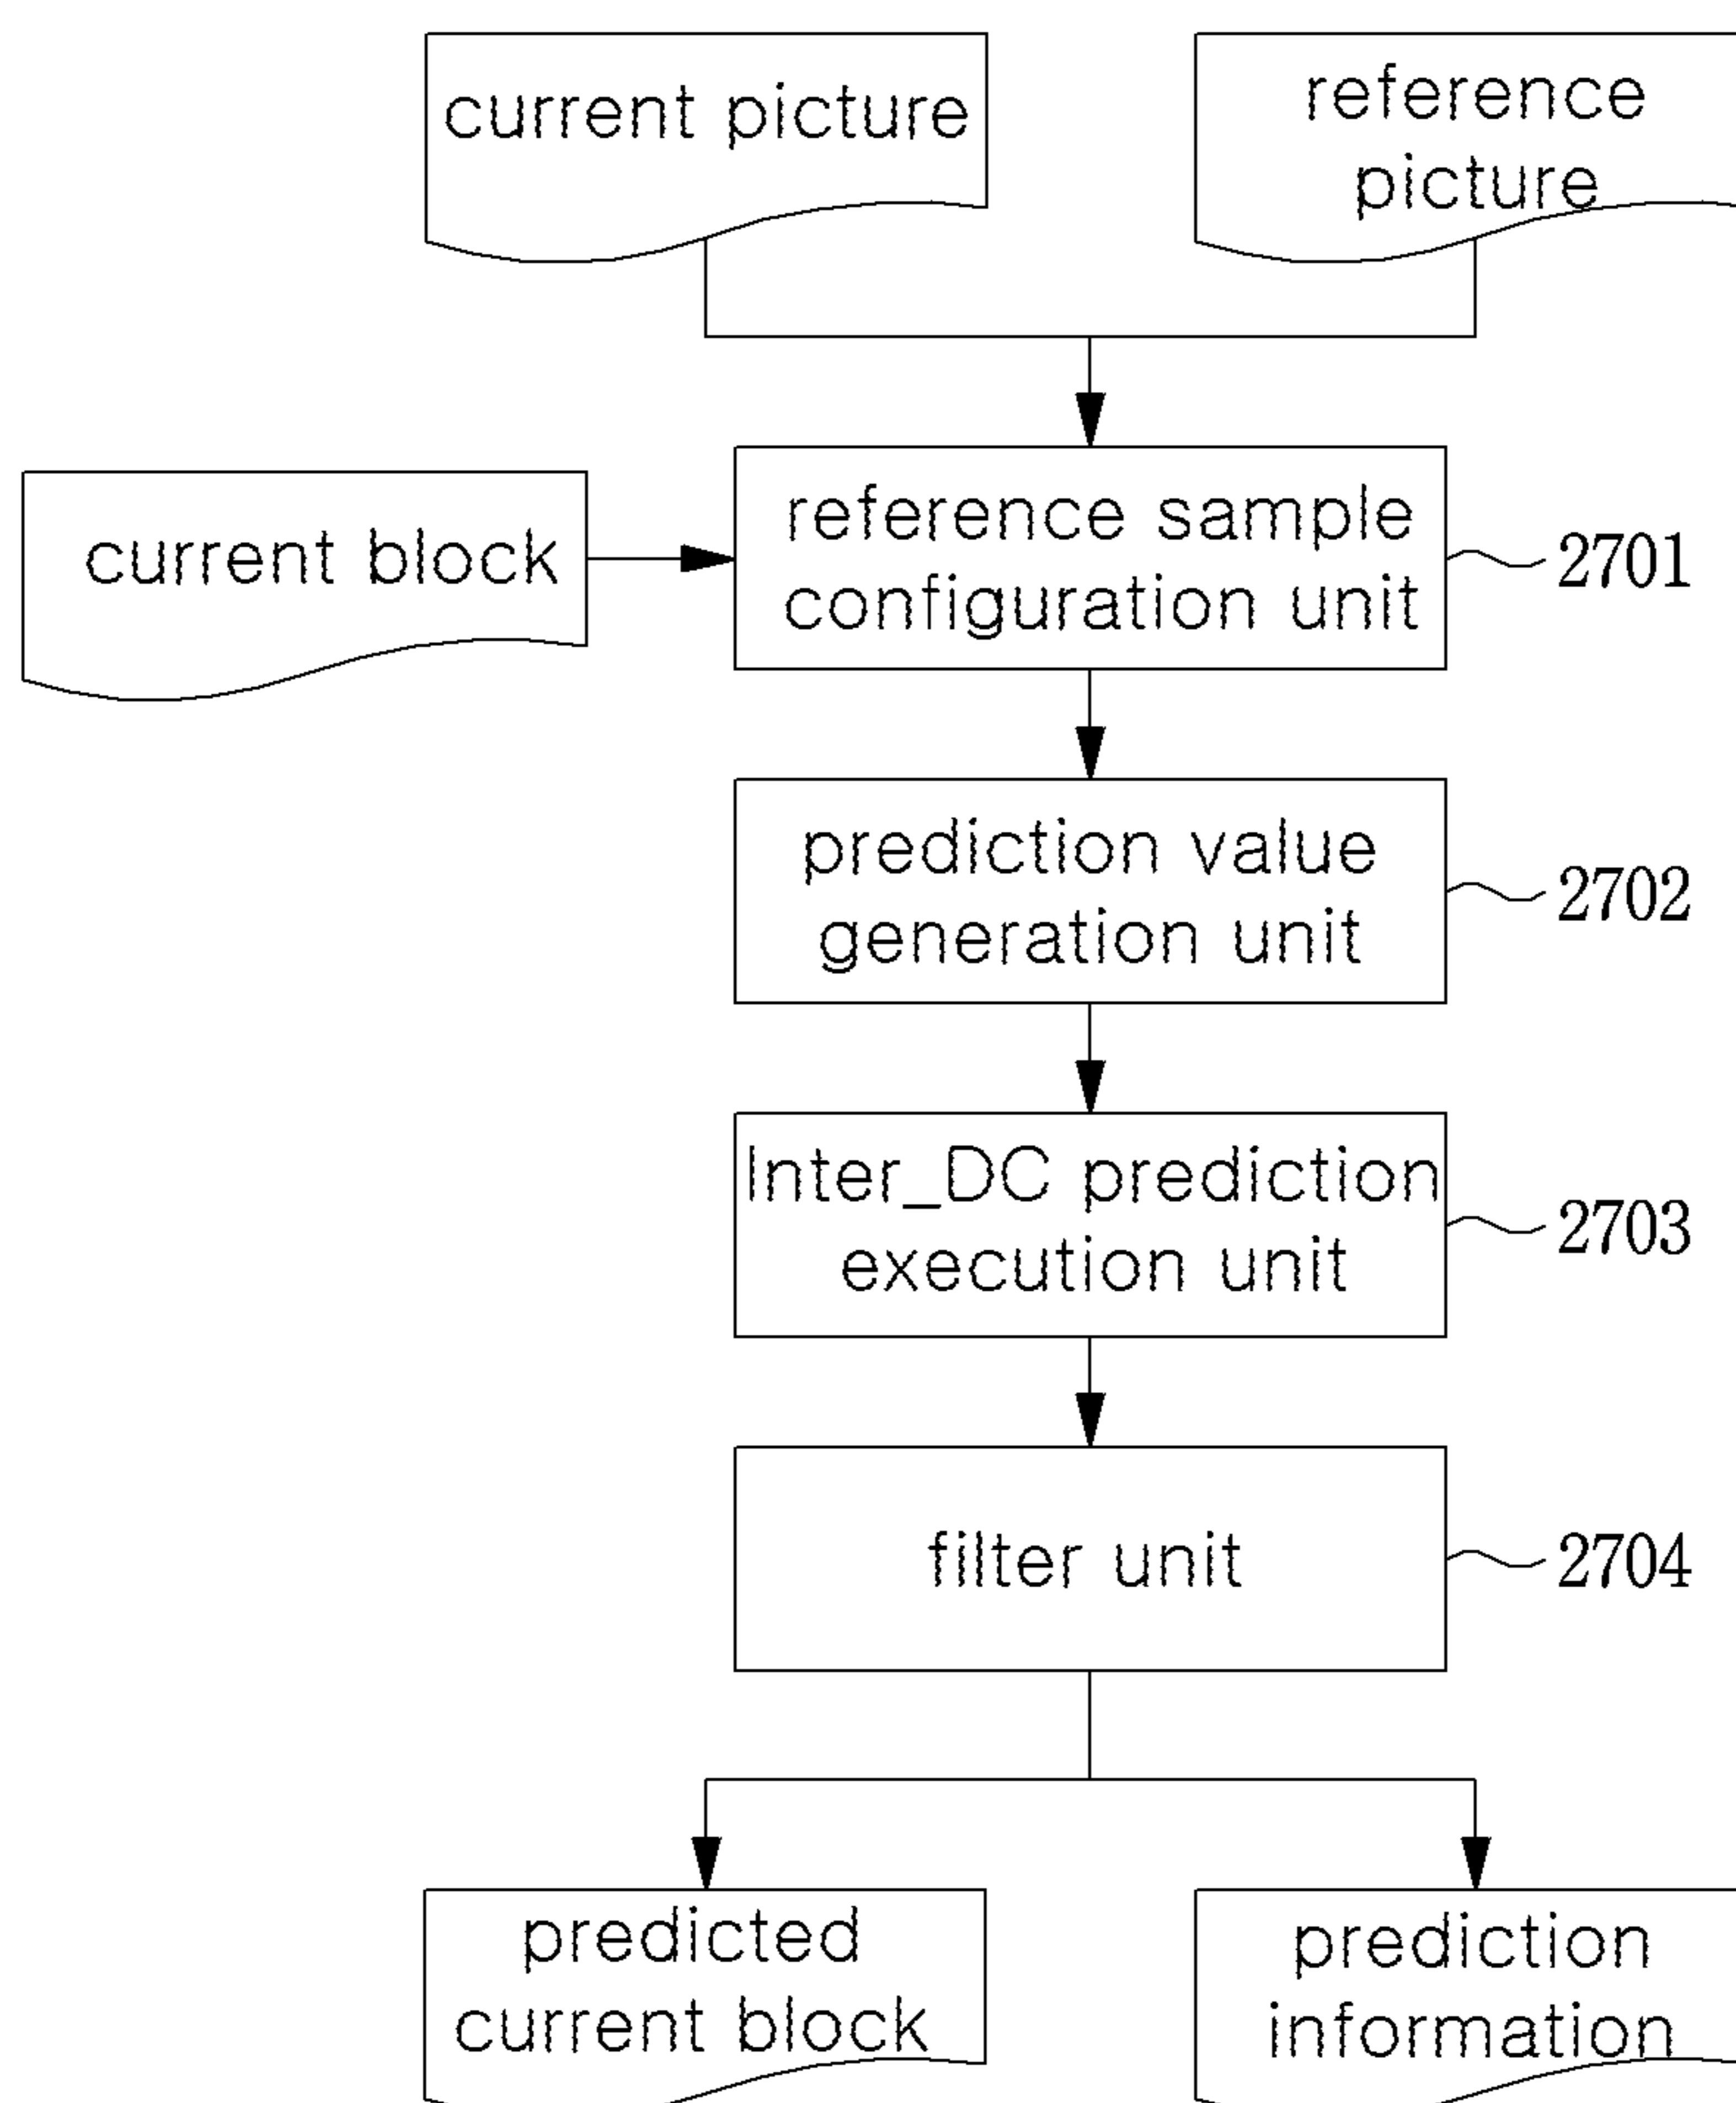 current picture
reference
picture
current block
reference sample
configuration unit
2701
prediction value
generation unit
2702
Inter_DC prediction
execution unit
2703
filter unit
2704
predicted
current block
prediction
information